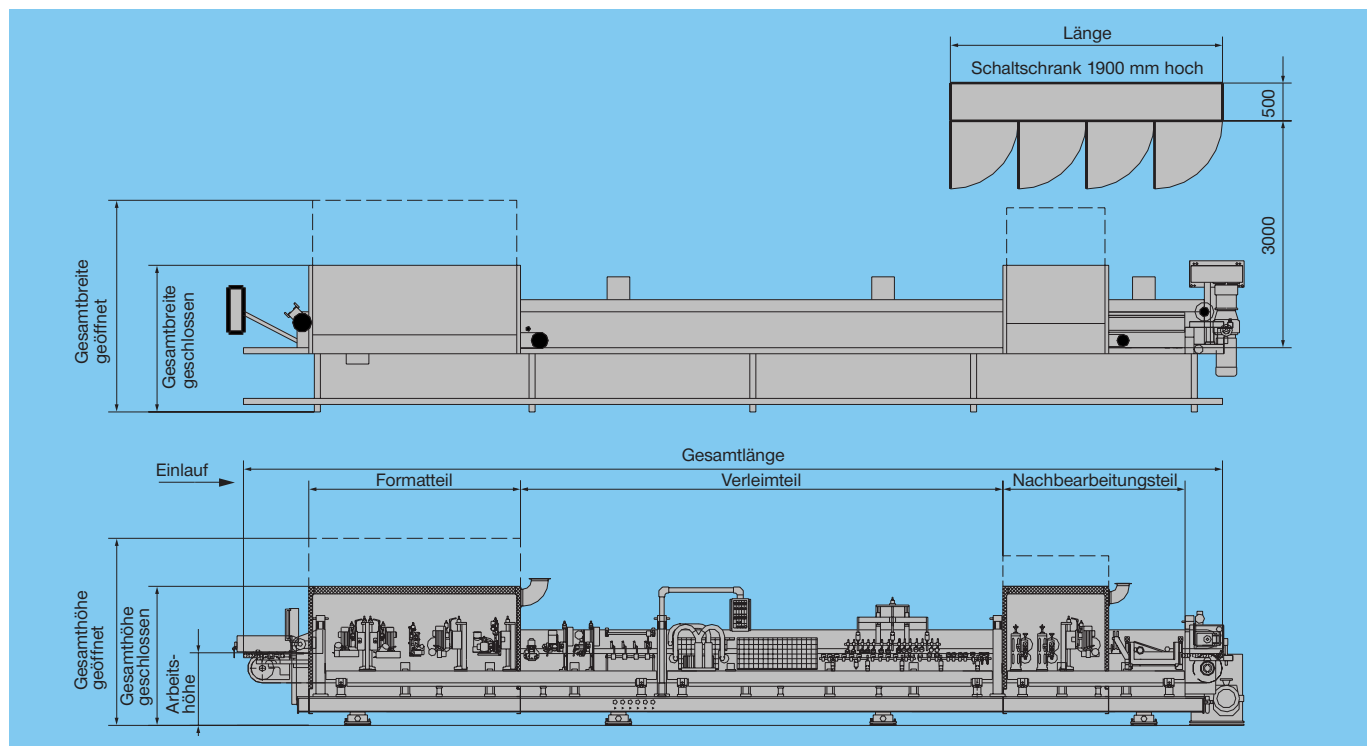 Länge
Schaltschrank 1900 mm hoch
500
3000
Gesamtbreite
geöffnet
Gesamtbreite
geschlossen
Gesamtlänge
Einlauf
Formatteil
Verleimteil
Nachbearbeitungsteil
Gesamthöhe
geöffnet
Gesamthöhe
geschlossen
Arbeits-
höhe